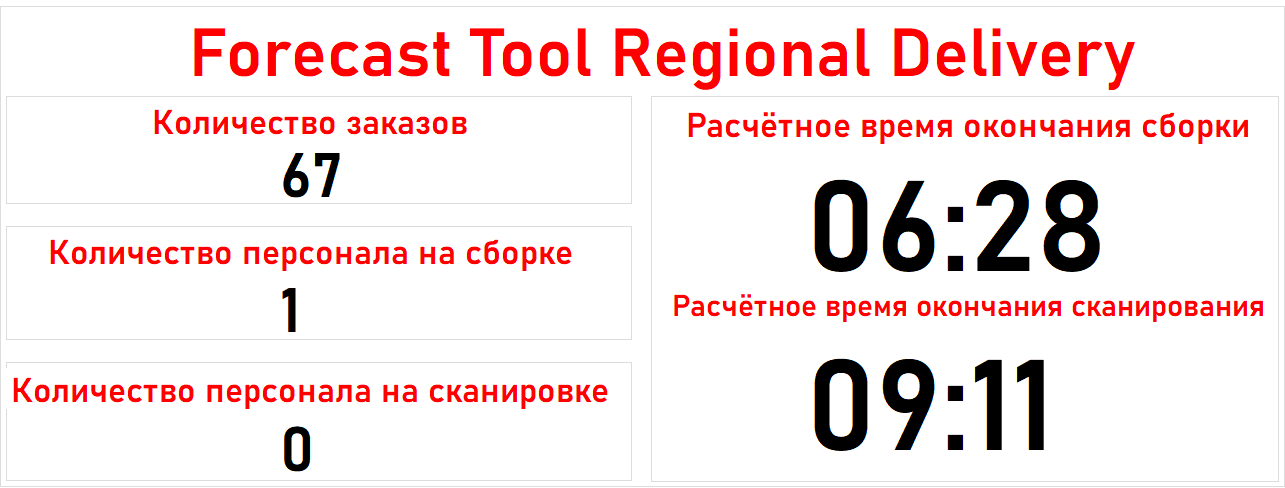 Forecast Tool Regional Delivery
Количество заказов
67
Количество персонала на сборке
1
Количество персонала на сканировке
0
Расчётное время окончания сборки
06:28
Расчётное время окончания сканирования
09:11